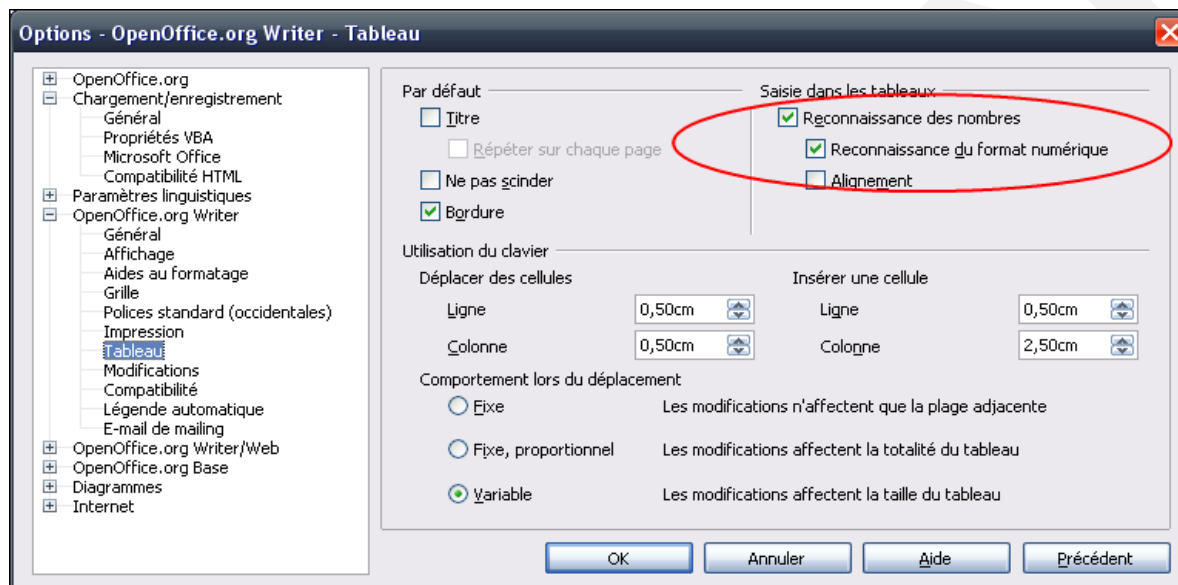 Options - OpenOffice.org Writer - Tableau
OpenOffice.org
Chargement/enregistrement
Général
Propriétés VBA
Microsoft Office
Compatibilité HTML
Paramètres linguistiques
OpenOffice.org Writer
Général
Affichage
Aides au formatage
Grille
Polices standard (occidentales)
Impression
Tableau
Modifications
Compatibilité
Légende automatique
E-mail de mailing
OpenOffice.org Writer/Web
OpenOffice.org Base
Diagrammes
Internet
Par défaut
Titre
Répéter sur chaque page
Ne pas scinder
Bordure
Saisie dans les tableaux
Reconnaissance des nombres
Reconnaissance du format numérique
Alignement
Utilisation du clavier
Déplacer des cellules
Ligne 0,50cm
Colonne 0,50cm
Insérer une cellule
Ligne 0,50cm
Colonne 2,50cm
Comportement lors du déplacement
Fixe Les modifications n'affectent que la plage adjacente
Fixe, proportionnel Les modifications affectent la totalité du tableau
Variable Les modifications affectent la taille du tableau
OK Annuler Aide Précédent